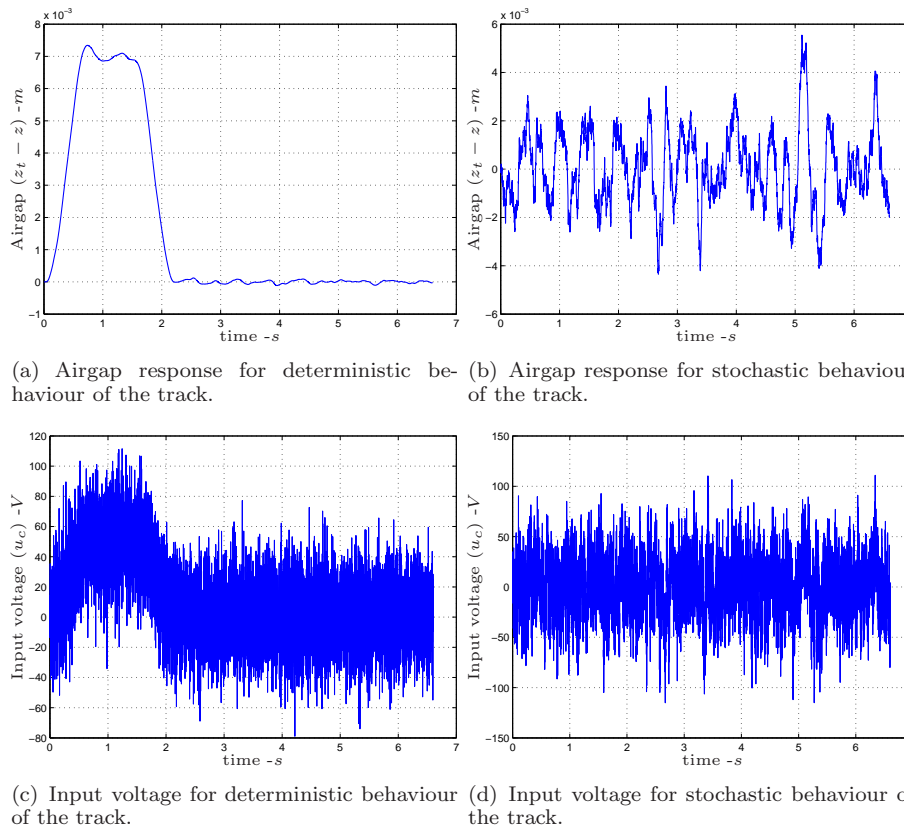 x 10⁻³
8
7
6
5
4
3
2
1
0
−1
0 1 2 3 4 5 6 7
Airgap (z_t − z) -m
time -s
x 10⁻³
6
4
2
0
−2
−4
−6
0 1 2 3 4 5 6
Airgap (z_t − z) -m
time -s
(a) Airgap response for deterministic be-
haviour of the track.
(b) Airgap response for stochastic behaviou
of the track.
120
100
80
60
40
20
0
−20
−40
−60
−80
0 1 2 3 4 5 6 7
Input voltage (u_c) -V
time -s
150
100
50
0
−50
−100
−150
0 1 2 3 4 5 6
Input voltage (u_c) -V
time -s
(c) Input voltage for deterministic behaviour
of the track.
(d) Input voltage for stochastic behaviour o
the track.